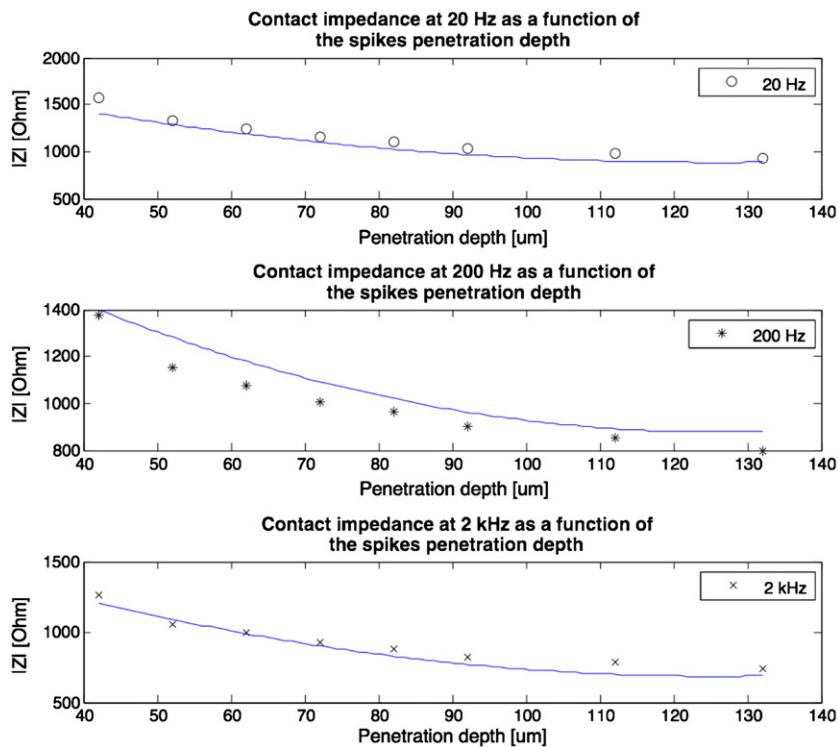 Contact impedance at 20 Hz as a function of
the spikes penetration depth
2000
1500
1000
500
|Z| [Ohm]
20 Hz
40 50 60 70 80 90 100 110 120 130 140
Penetration depth [um]
Contact impedance at 200 Hz as a function of
the spikes penetration depth
1400
1200
1000
800
|Z| [Ohm]
200 Hz
40 50 60 70 80 90 100 110 120 130 140
Penetration depth [um]
Contact impedance at 2 kHz as a function of
the spikes penetration depth
1500
1000
500
|Z| [Ohm]
2 kHz
40 50 60 70 80 90 100 110 120 130 140
Penetration depth [um]